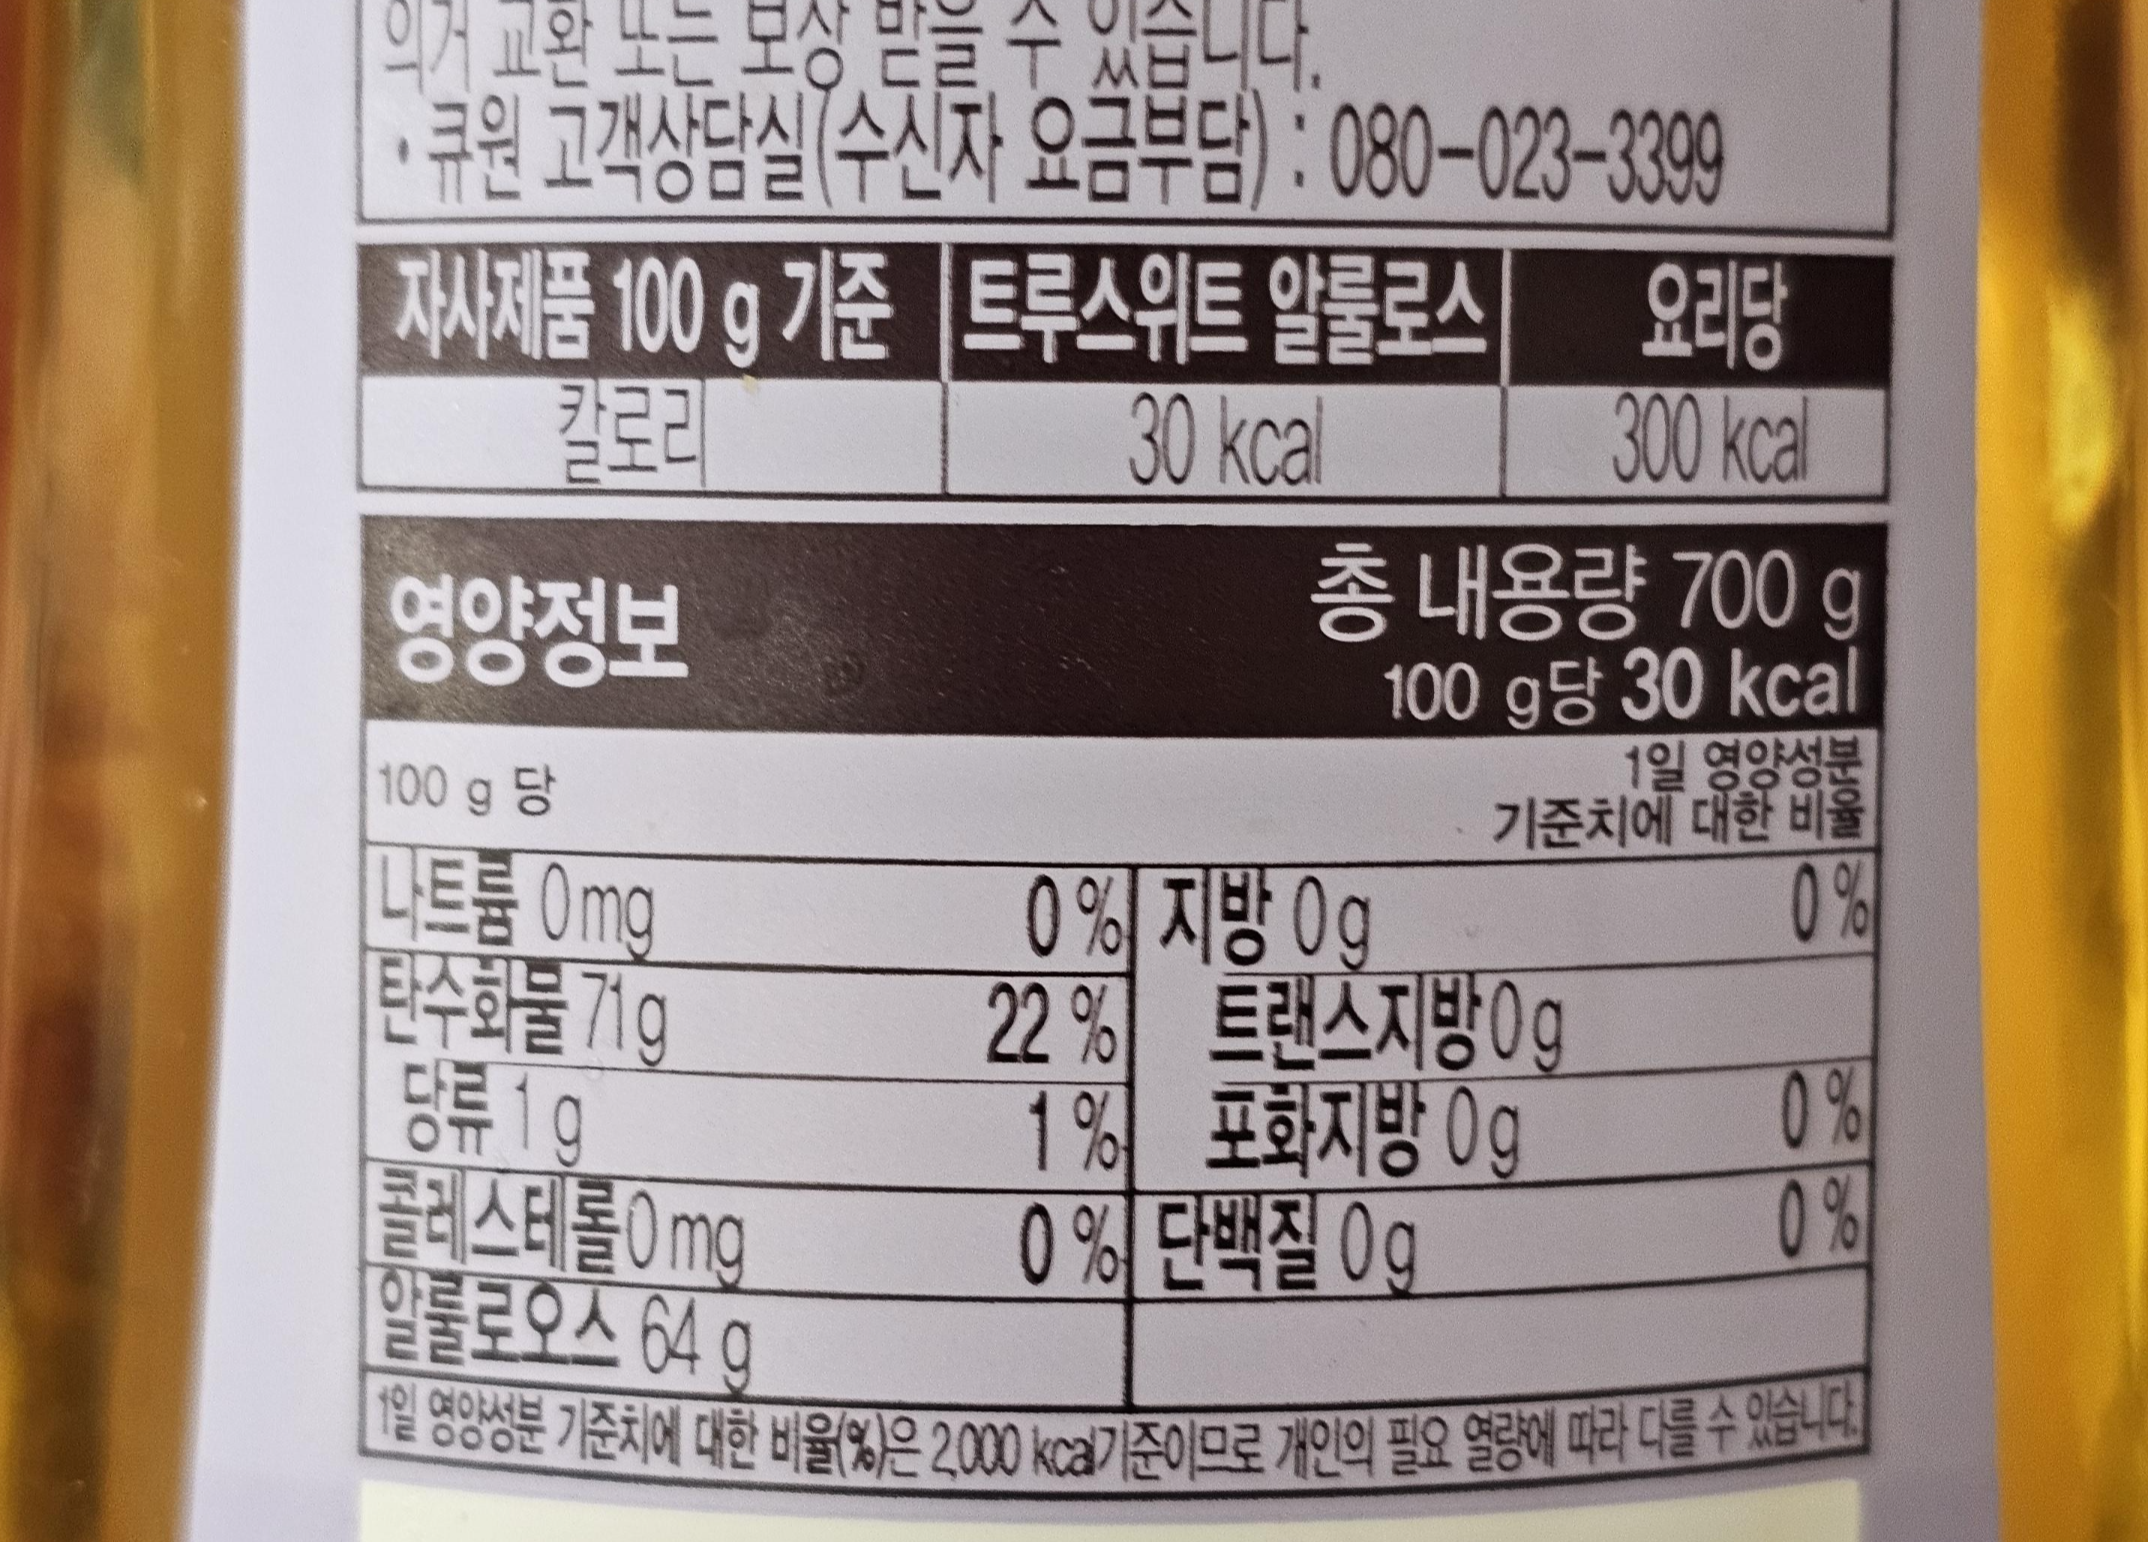 의거 교환 또는 보상 받을 수 있습니다.
• 큐원 고객상담실(수신자 요금부담) : 080-023-3399
자사제품 100 g 기준 트루스위트 알룰로스 요리당
칼로리 30 kcal 300 kcal
영양정보 총 내용량 700 g
100 g당 30 kcal
100 g 당 1일 영양성분
기준치에 대한 비율
나트륨 0mg 0 % 지방 0g 0 %
탄수화물 71g 22 % 트랜스지방 0g
당류 1g 1 % 포화지방 0g 0 %
콜레스테롤 0mg 0 % 단백질 0g 0 %
알룰로오스 64 g
1일 영양성분 기준치에 대한 비율(%)은 2,000 kcal기준이므로 개인의 필요 열량에 따라 다를 수 있습니다.